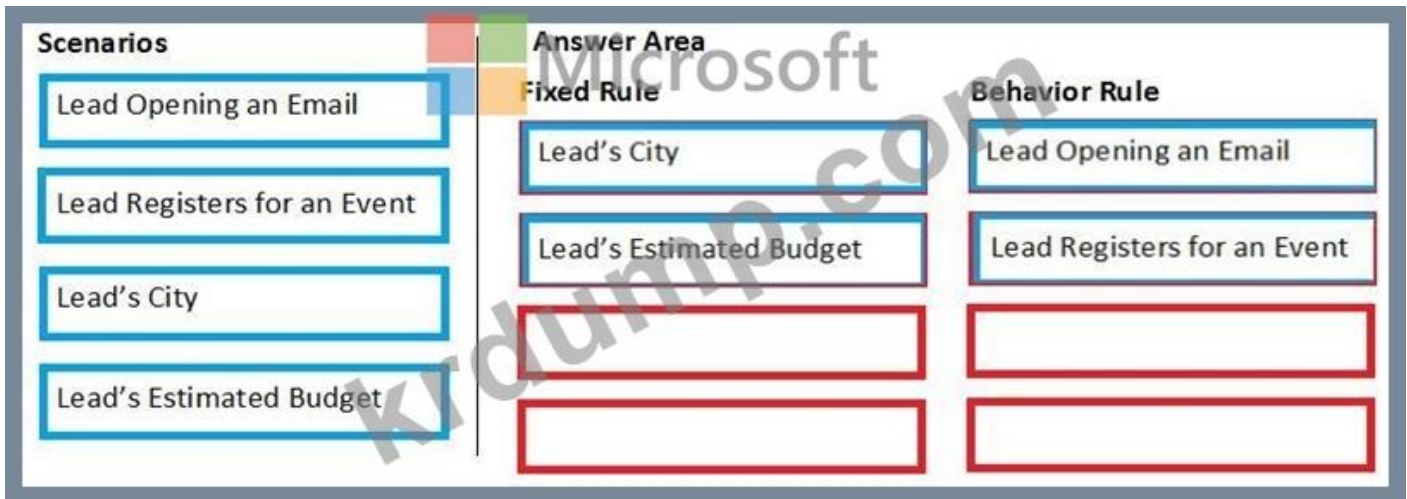 Scenarios
Lead Opening an Email
Lead Registers for an Event
Lead's City
Lead's Estimated Budget
Answer Area
Microsoft
Fixed Rule
Lead's City
Lead's Estimated Budget
Behavior Rule
Lead Opening an Email
Lead Registers for an Event
krdump.com